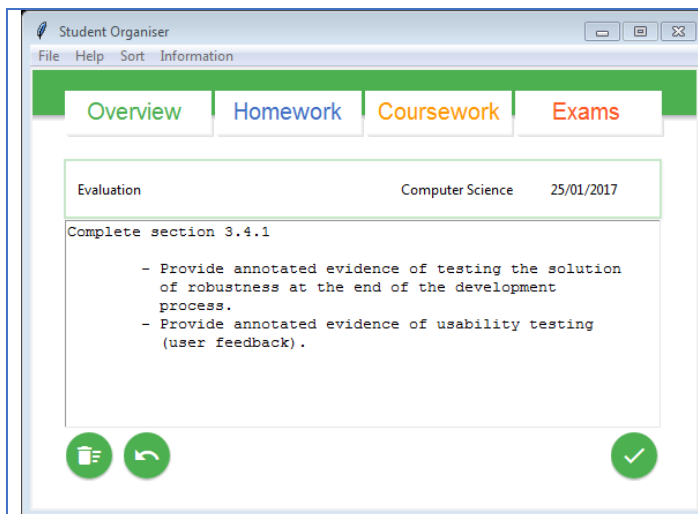 Student Organiser
File Help Sort Information
Overview Homework Coursework Exams
Evaluation Computer Science 25/01/2017
Complete section 3.4.1
- Provide annotated evidence of testing the solution
of robustness at the end of the development
process.
- Provide annotated evidence of usability testing
(user feedback).